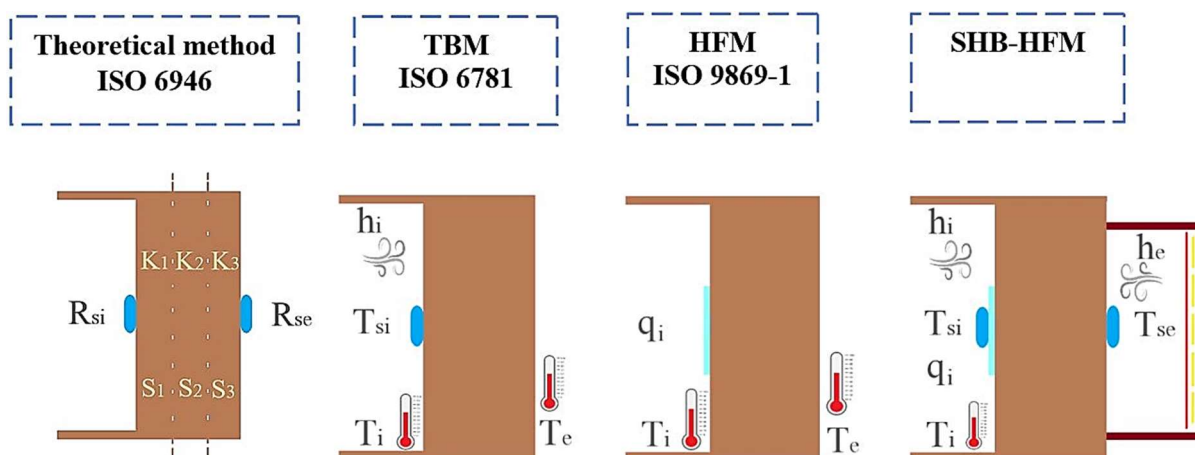 Theoretical method
ISO 6946
TBM
ISO 6781
HFM
ISO 9869-1
SHB-HFM
K1 K2 K3
Rsi
Rse
S1 S2 S3
hi
Tsi
Ti
Te
qi
Ti
Te
hi
he
Tsi
Tse
qi
Ti